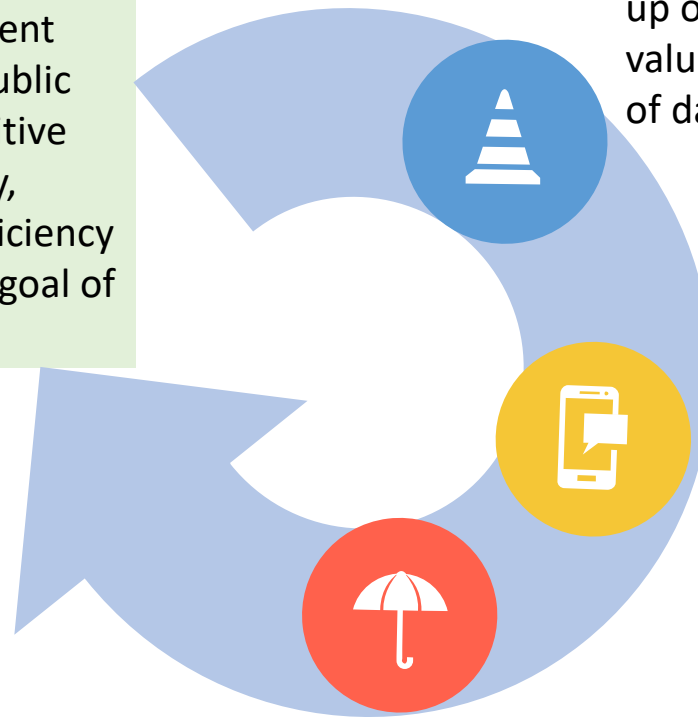 ent
ublic
tive
y,
iciency
goal of
up o
valu
of da